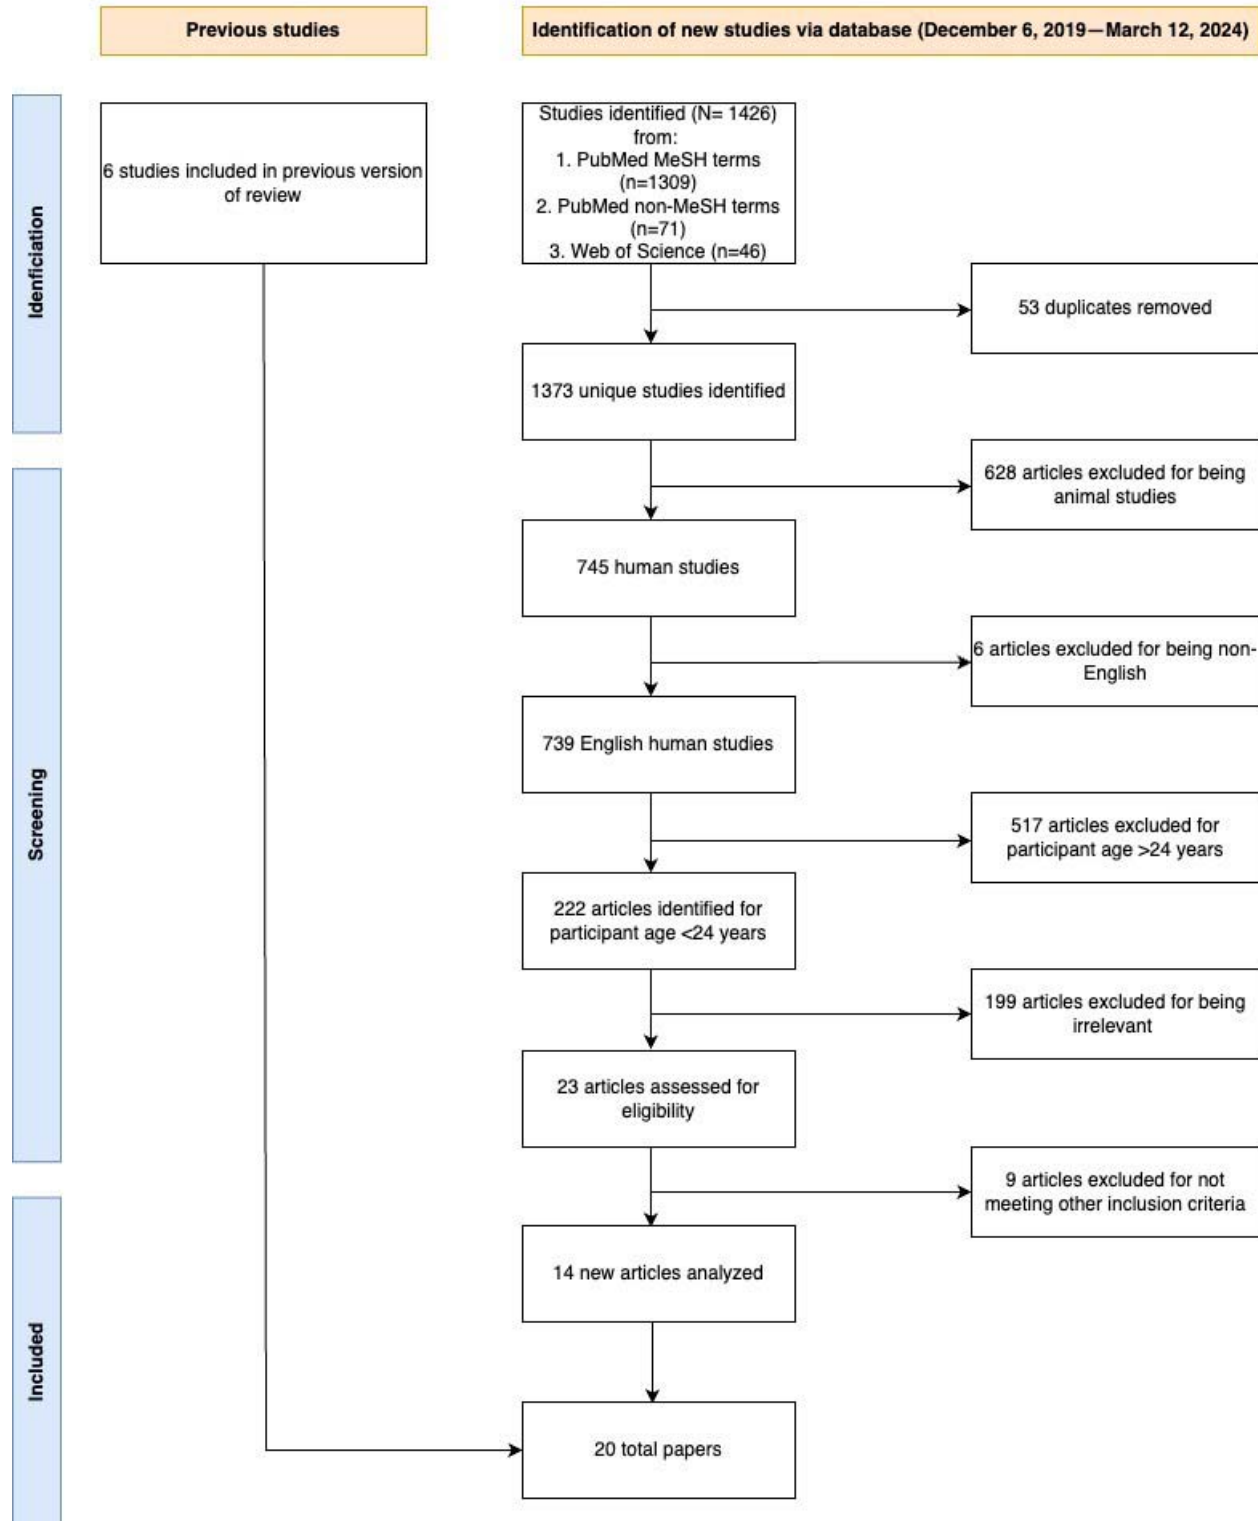 Previous studies
Identification of new studies via database (December 6, 2019—March 12, 2024)
Idenficiation
6 studies included in previous version
of review
Studies identified (N= 1426)
from:
1. PubMed MeSH terms
(n=1309)
2. PubMed non-MeSH terms
(n=71)
3. Web of Science (n=46)
53 duplicates removed
1373 unique studies identified
Screening
628 articles excluded for being
animal studies
745 human studies
6 articles excluded for being non-
English
739 English human studies
517 articles excluded for
participant age >24 years
222 articles identified for
participant age <24 years
199 articles excluded for being
irrelevant
23 articles assessed for
eligibility
9 articles excluded for not
meeting other inclusion criteria
Included
14 new articles analyzed
20 total papers